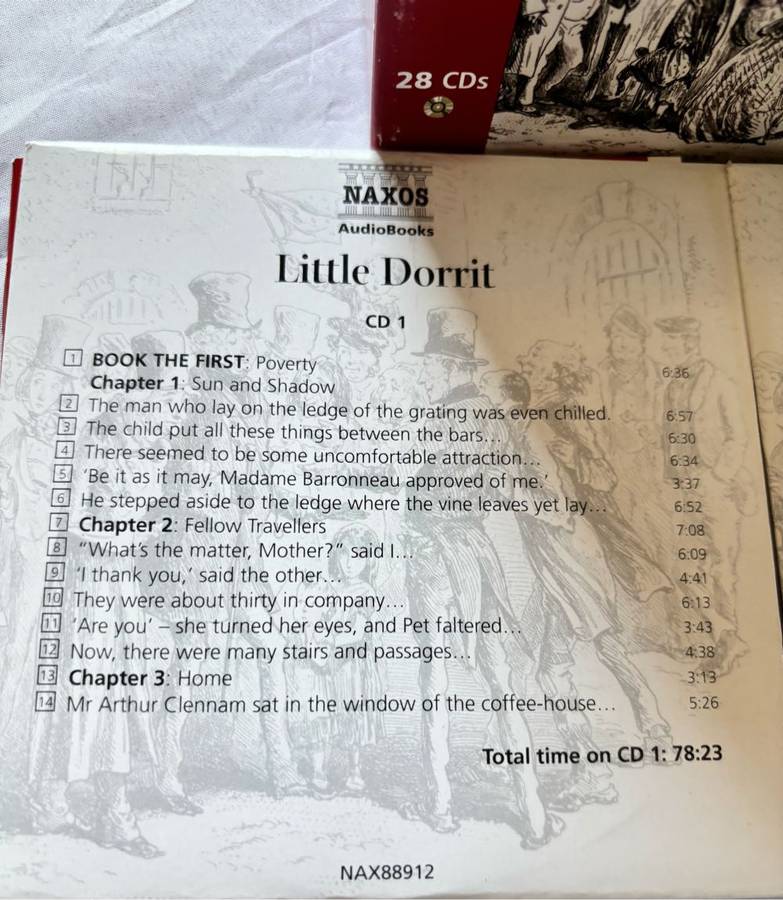 28 CDs
NAXOS
AudioBooks
Little Dorrit
CD 1
1 BOOK THE FIRST: Poverty
Chapter 1: Sun and Shadow 6:36
2 The man who lay on the ledge of the grating was even chilled. 6:57
3 The child put all these things between the bars... 6:30
4 There seemed to be some uncomfortable attraction... 6:34
5 'Be it as it may, Madame Barronneau approved of me.' 3:37
6 He stepped aside to the ledge where the vine leaves yet lay... 6:52
7 Chapter 2: Fellow Travellers 7:08
8 "What's the matter, Mother?" said I... 6:09
9 'I thank you,' said the other... 4:41
10 They were about thirty in company... 6:13
11 'Are you' – she turned her eyes, and Pet faltered... 3:43
12 Now, there were many stairs and passages... 4:38
13 Chapter 3: Home 3:13
14 Mr Arthur Clennam sat in the window of the coffee-house... 5:26
Total time on CD 1: 78:23
NAX88912